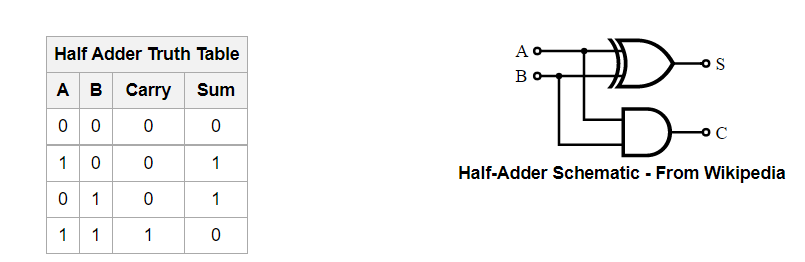 Half Adder Truth Table
A B Carry Sum
0 0 0 0
1 0 0 1
0 1 0 1
1 1 1 0
A
B
S
C
Half-Adder Schematic - From Wikipedia